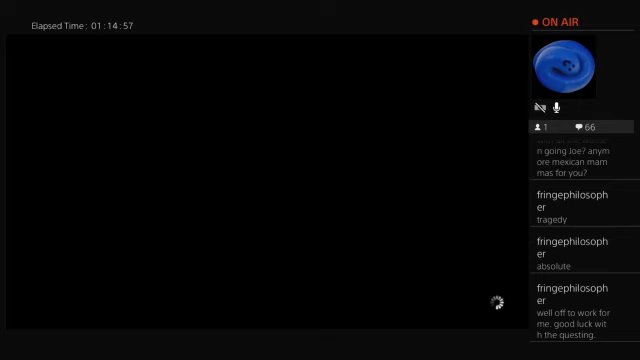 Elapsed Time : 01:14:57
ON AIR
1 66
n going Joe? anym
ore mexican mam
mas for you?
fringephilosoph
er
tragedy
fringephilosoph
er
absolute
fringephilosoph
er
well off to work for
me. good luck wit
h the questing.